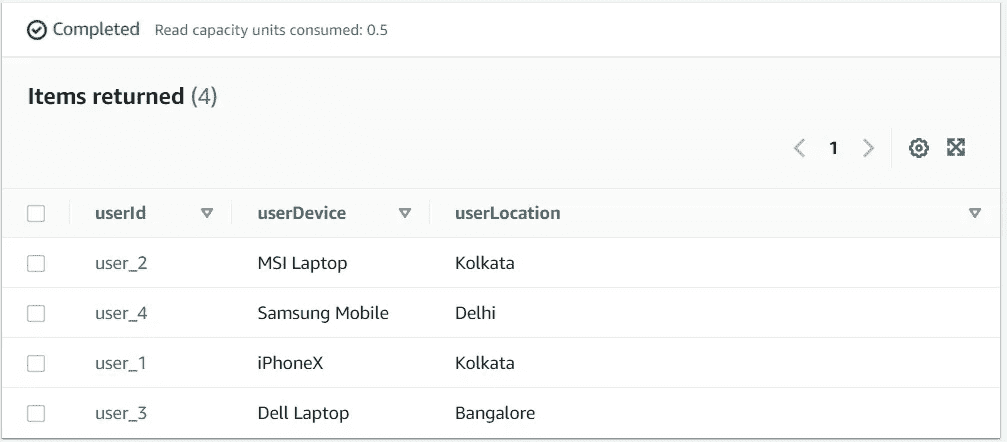 Completed Read capacity units consumed: 0.5
Items returned (4)
1
userId userDevice userLocation
user_2 MSI Laptop Kolkata
user_4 Samsung Mobile Delhi
user_1 iPhoneX Kolkata
user_3 Dell Laptop Bangalore